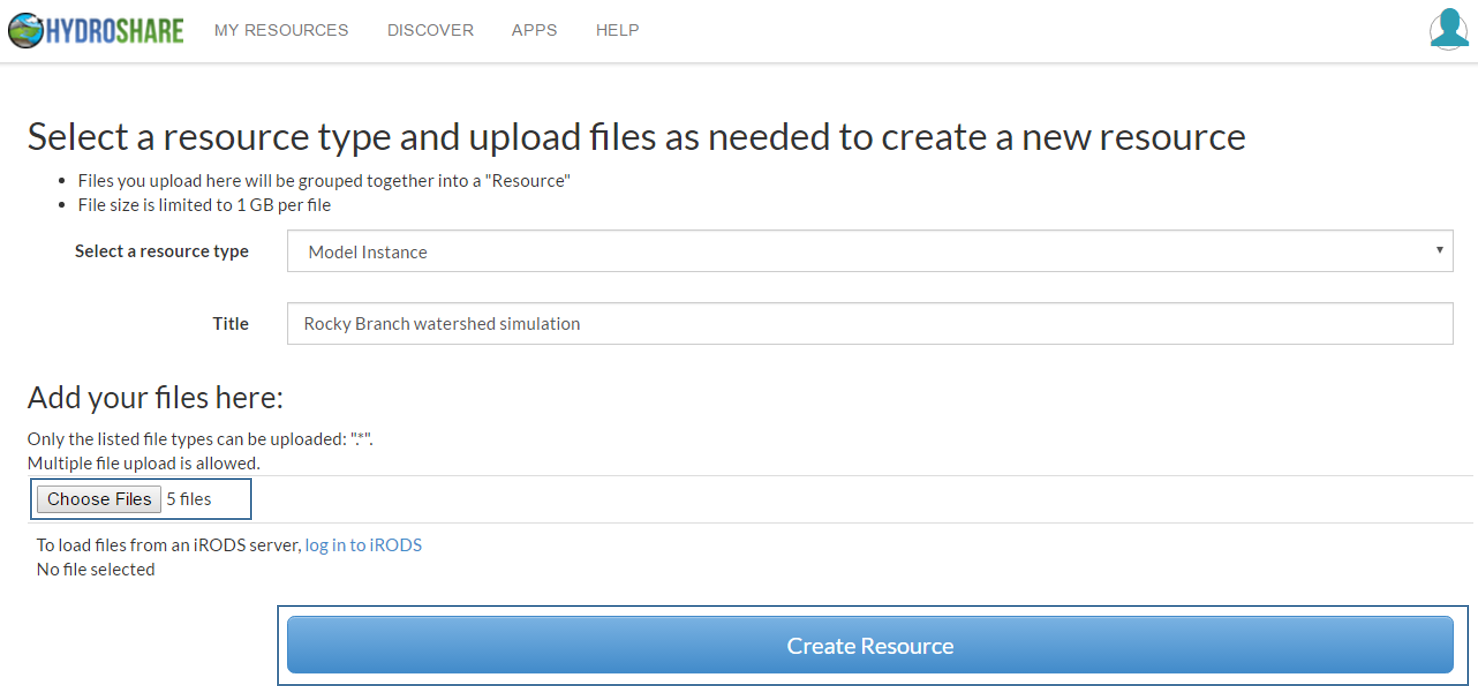 HYDROSHARE MY RESOURCES DISCOVER APPS HELP
Select a resource type and upload files as needed to create a new resource
• Files you upload here will be grouped together into a "Resource"
• File size is limited to 1 GB per file
Select a resource type Model Instance
Title Rocky Branch watershed simulation
Add your files here:
Only the listed file types can be uploaded: ".*".
Multiple file upload is allowed.
Choose Files 5 files
To load files from an iRODS server, log in to iRODS
No file selected
Create Resource